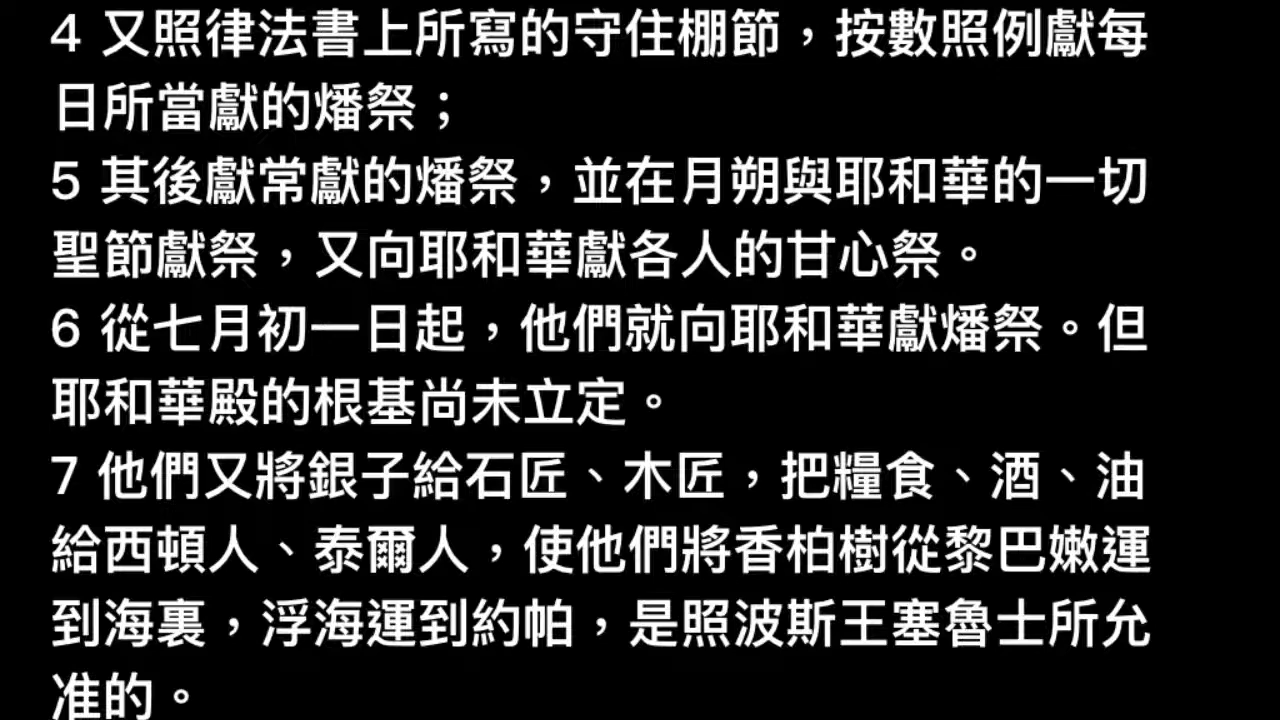 4 又照律法書上所寫的守住棚節，按數照例獻每
日所當獻的燔祭；
5 其後獻常獻的燔祭，並在月朔與耶和華的一切
聖節獻祭，又向耶和華獻各人的甘心祭。
6 從七月初一日起，他們就向耶和華獻燔祭。但
耶和華殿的根基尚未立定。
7 他們又將銀子給石匠、木匠，把糧食、酒、油
給西頓人、泰爾人，使他們將香柏樹從黎巴嫩運
到海裏，浮海運到約帕，是照波斯王塞魯士所允
准的。